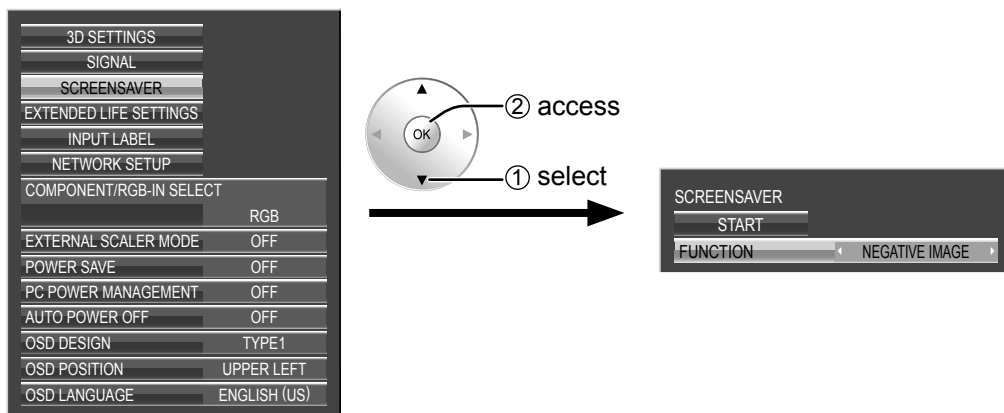 3D SETTINGS
SIGNAL
SCREENSAVER
EXTENDED LIFE SETTINGS
INPUT LABEL
NETWORK SETUP
COMPONENT/RGB-IN SELECT
RGB
EXTERNAL SCALER MODE OFF
POWER SAVE OFF
PC POWER MANAGEMENT OFF
AUTO POWER OFF OFF
OSD DESIGN TYPE1
OSD POSITION UPPER LEFT
OSD LANGUAGE ENGLISH (US)
OK
② access
① select
SCREENSAVER
START
FUNCTION NEGATIVE IMAGE